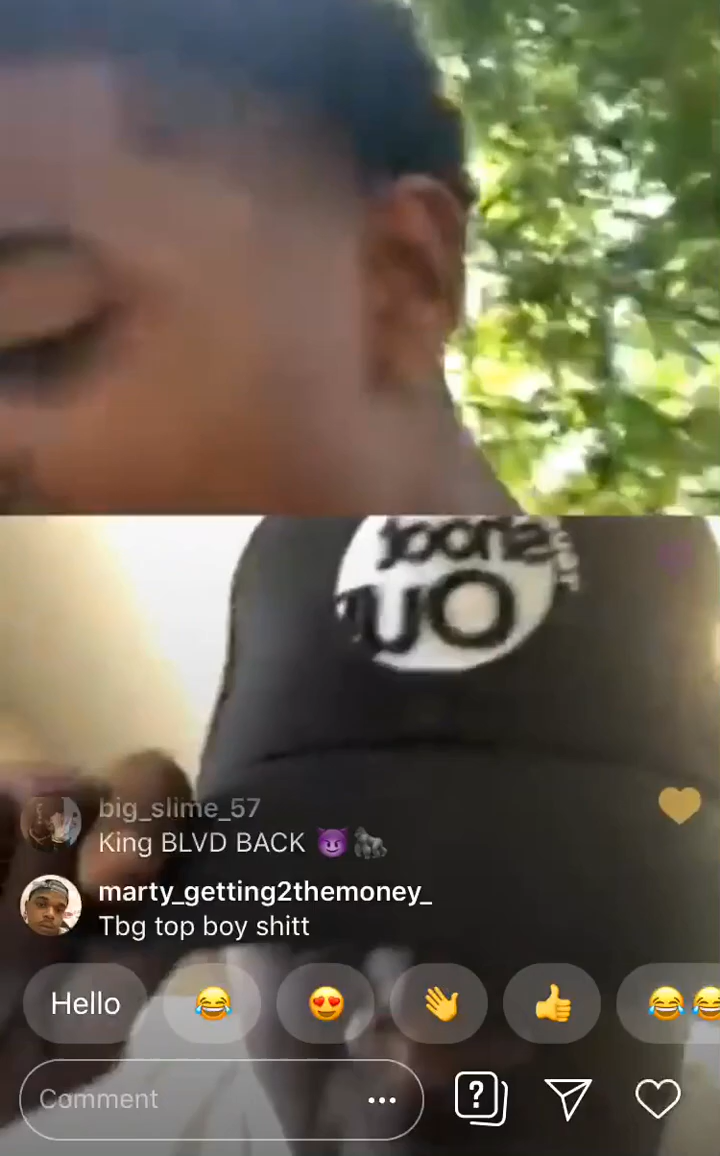 big_slime_57
King BLVD BACK 😈🦍
marty_getting2themoney_
Tbg top boy shitt
Hello
Comment